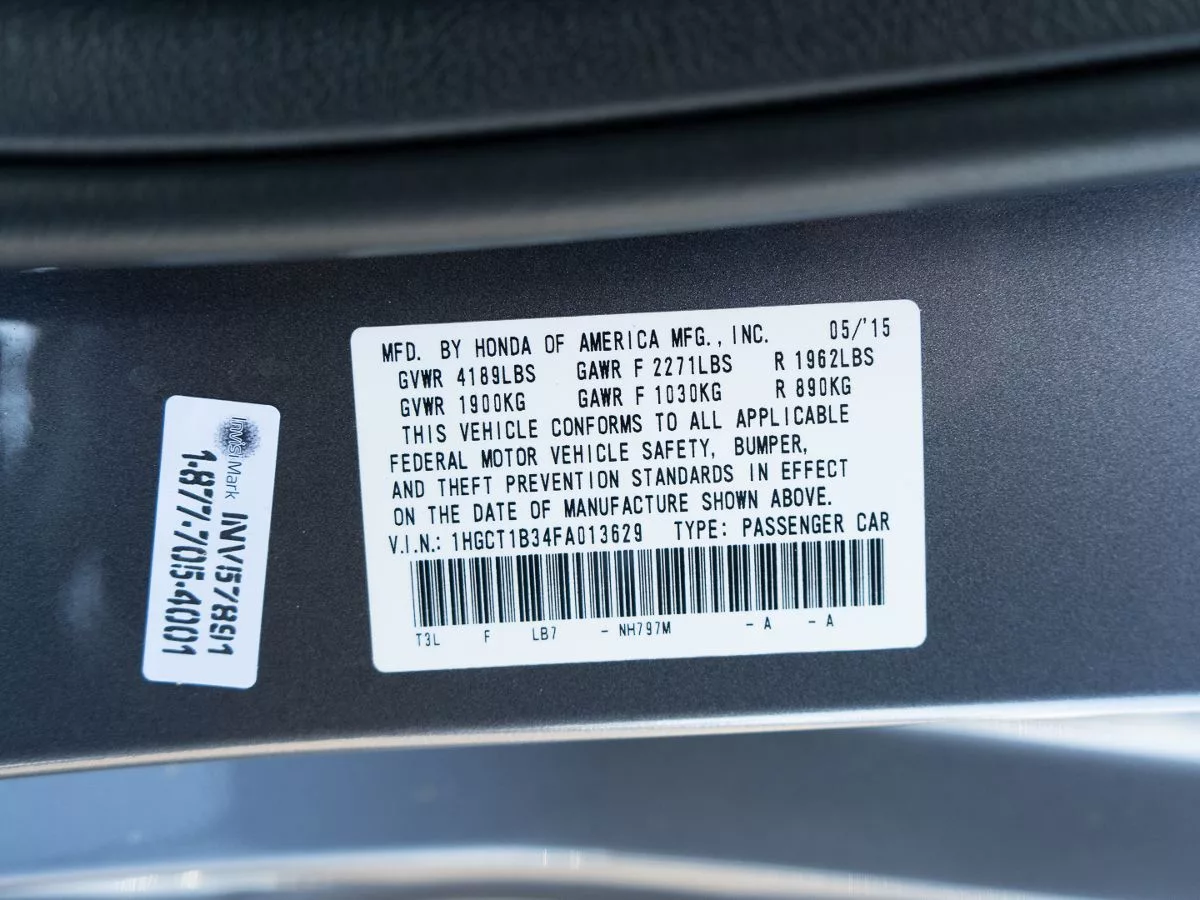 MFD. BY HONDA OF AMERICA MFG., INC. 05/'15
GVWR 4189LBS GAWR F 2271LBS R 1962LBS
GVWR 1900KG GAWR F 1030KG R 890KG
THIS VEHICLE CONFORMS TO ALL APPLICABLE
FEDERAL MOTOR VEHICLE SAFETY, BUMPER,
AND THEFT PREVENTION STANDARDS IN EFFECT
ON THE DATE OF MANUFACTURE SHOWN ABOVE.
V.I.N.: 1HGCT1B34FA013629 TYPE: PASSENGER CAR
T3L F LB7 - NH797M - A - A
InvisiMark
INV57891
1-877-705-4001